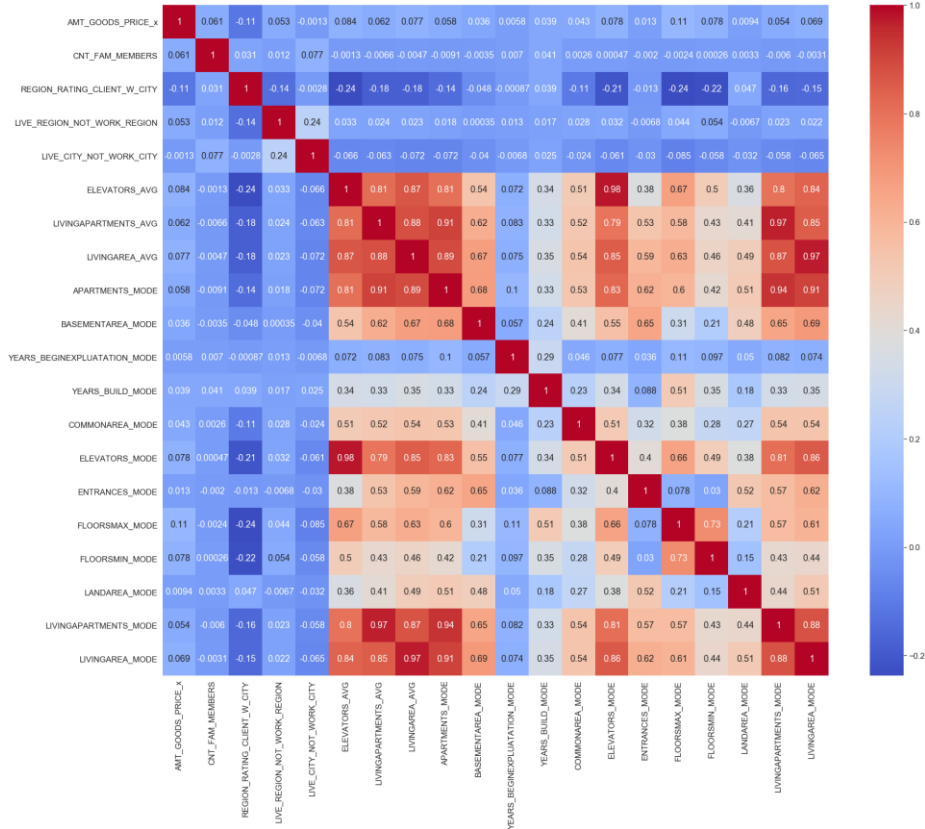 AMT_GOODS_PRICE_x 1 0.061 -0.11 0.053 -0.0013 0.084 0.062 0.077 0.058 0.036 0.0058 0.039 0.043 0.078 0.013 0.11 0.078 0.0094 0.054 0.069
CNT_FAM_MEMBERS 0.061 1 0.031 0.012 0.077 -0.0013 -0.0066 -0.0047 -0.0091 -0.0035 0.007 0.041 0.0026 0.00047 -0.002 -0.0024 0.00026 0.0033 -0.006 -0.0031
REGION_RATING_CLIENT_W_CITY -0.11 0.031 1 -0.14 -0.0028 -0.24 -0.18 -0.18 -0.14 -0.048 -0.00087 0.039 -0.11 -0.21 -0.013 -0.24 -0.22 0.047 -0.16 -0.15
LIVE_REGION_NOT_WORK_REGION 0.053 0.012 -0.14 1 0.24 0.033 0.024 0.023 0.018 0.00035 0.013 0.017 0.028 0.032 -0.0068 0.044 0.054 -0.0067 0.023 0.022
LIVE_CITY_NOT_WORK_CITY -0.0013 0.077 -0.0028 0.24 1 -0.066 -0.063 -0.072 -0.072 -0.04 -0.0068 0.025 -0.024 -0.061 -0.03 -0.085 -0.058 -0.032 -0.058 -0.065
ELEVATORS_AVG 0.084 -0.0013 -0.24 0.033 -0.066 1 0.81 0.87 0.81 0.54 0.072 0.34 0.51 0.98 0.38 0.67 0.5 0.36 0.8 0.84
LIVINGAPARTMENTS_AVG 0.062 -0.0066 -0.18 0.024 -0.063 0.81 1 0.88 0.91 0.62 0.083 0.33 0.52 0.79 0.53 0.58 0.43 0.41 0.97 0.85
LIVINGAREA_AVG 0.077 -0.0047 -0.18 0.023 -0.072 0.87 0.88 1 0.89 0.67 0.075 0.35 0.54 0.85 0.59 0.63 0.46 0.49 0.87 0.97
APARTMENTS_MODE 0.058 -0.0091 -0.14 0.018 -0.072 0.81 0.91 0.89 1 0.68 0.1 0.33 0.53 0.83 0.62 0.6 0.42 0.51 0.94 0.91
BASEMENTAREA_MODE 0.036 -0.0035 -0.048 0.00035 -0.04 0.54 0.62 0.67 0.68 1 0.057 0.24 0.41 0.55 0.65 0.31 0.21 0.48 0.65 0.69
YEARS_BEGINEXPLUATATION_MODE 0.0058 0.007 -0.00087 0.013 -0.0068 0.072 0.083 0.075 0.1 0.057 1 0.29 0.046 0.077 0.036 0.11 0.097 0.05 0.082 0.074
YEARS_BUILD_MODE 0.039 0.041 0.039 0.017 0.025 0.34 0.33 0.35 0.33 0.24 0.29 1 0.23 0.34 0.088 0.51 0.35 0.18 0.33 0.35
COMMONAREA_MODE 0.043 0.0026 -0.11 0.028 -0.024 0.51 0.52 0.54 0.53 0.41 0.046 0.23 1 0.51 0.32 0.38 0.28 0.27 0.54 0.54
ELEVATORS_MODE 0.078 0.00047 -0.21 0.032 -0.061 0.98 0.79 0.85 0.83 0.55 0.077 0.34 0.51 1 0.4 0.66 0.49 0.38 0.81 0.86
ENTRANCES_MODE 0.013 -0.002 -0.013 -0.0068 -0.03 0.38 0.53 0.59 0.62 0.65 0.036 0.088 0.32 0.4 1 0.078 0.03 0.52 0.57 0.62
FLOORSMAX_MODE 0.11 -0.0024 -0.24 0.044 -0.085 0.67 0.58 0.63 0.6 0.31 0.11 0.51 0.38 0.66 0.078 1 0.73 0.21 0.57 0.61
FLOORSMIN_MODE 0.078 0.00026 -0.22 0.054 -0.058 0.5 0.43 0.46 0.42 0.21 0.097 0.35 0.28 0.49 0.03 0.73 1 0.15 0.43 0.44
LANDAREA_MODE 0.0094 0.0033 0.047 -0.0067 -0.032 0.36 0.41 0.49 0.51 0.48 0.05 0.18 0.27 0.38 0.52 0.21 0.15 1 0.44 0.51
LIVINGAPARTMENTS_MODE 0.054 -0.006 -0.16 0.023 -0.058 0.8 0.97 0.87 0.94 0.65 0.082 0.33 0.54 0.81 0.57 0.57 0.43 0.44 1 0.88
LIVINGAREA_MODE 0.069 -0.0031 -0.15 0.022 -0.065 0.84 0.85 0.97 0.91 0.69 0.074 0.35 0.54 0.86 0.62 0.61 0.44 0.51 0.88 1
AMT_GOODS_PRICE_x
CNT_FAM_MEMBERS
REGION_RATING_CLIENT_W_CITY
LIVE_REGION_NOT_WORK_REGION
LIVE_CITY_NOT_WORK_CITY
ELEVATORS_AVG
LIVINGAPARTMENTS_AVG
LIVINGAREA_AVG
APARTMENTS_MODE
BASEMENTAREA_MODE
YEARS_BEGINEXPLUATATION_MODE
YEARS_BUILD_MODE
COMMONAREA_MODE
ELEVATORS_MODE
ENTRANCES_MODE
FLOORSMAX_MODE
FLOORSMIN_MODE
LANDAREA_MODE
LIVINGAPARTMENTS_MODE
LIVINGAREA_MODE
1.0
0.8
0.6
0.4
0.2
0.0
−0.2